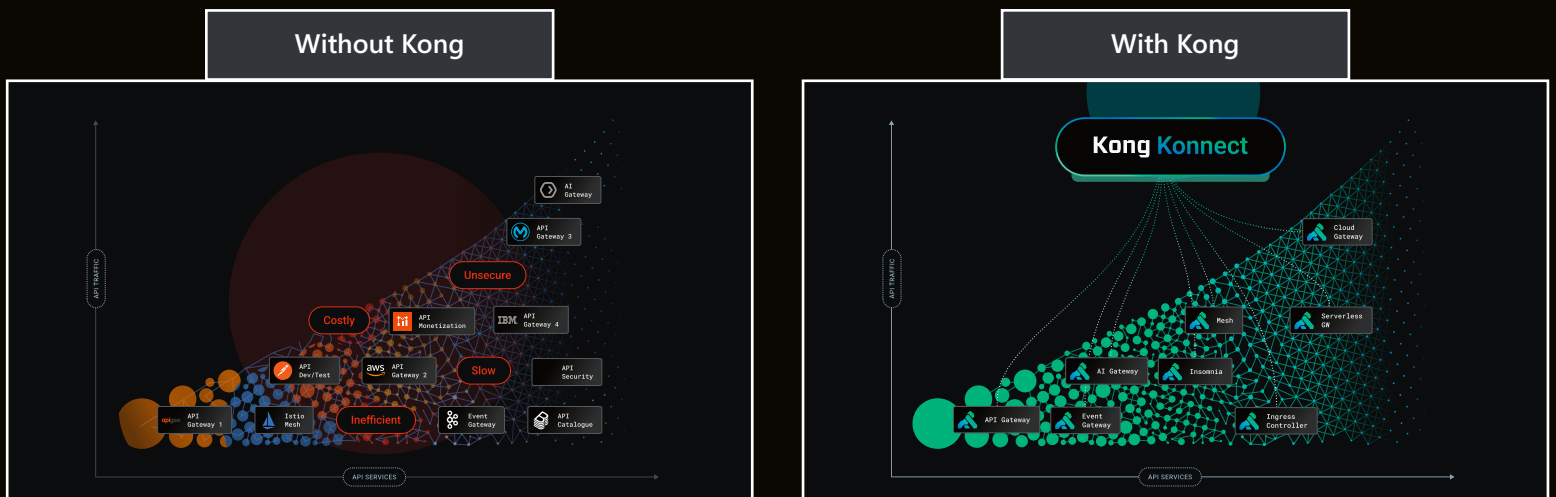 Without Kong
AI
Gateway
API
Gateway 3
Unsecure
Costly
API
Monetization
IBM
API
Gateway 4
API
Dev/Test
aws
API
Gateway 2
Slow
API
Security
apigee
API
Gateway 1
Istio
Mesh
Inefficient
Event
Gateway
API
Catalogue
API TRAFFIC
API SERVICES
With Kong
Kong Konnect
Cloud
Gateway
Mesh
Serverless
GW
AI Gateway
Insomnia
API Gateway
Event
Gateway
Ingress
Controller
API TRAFFIC
API SERVICES